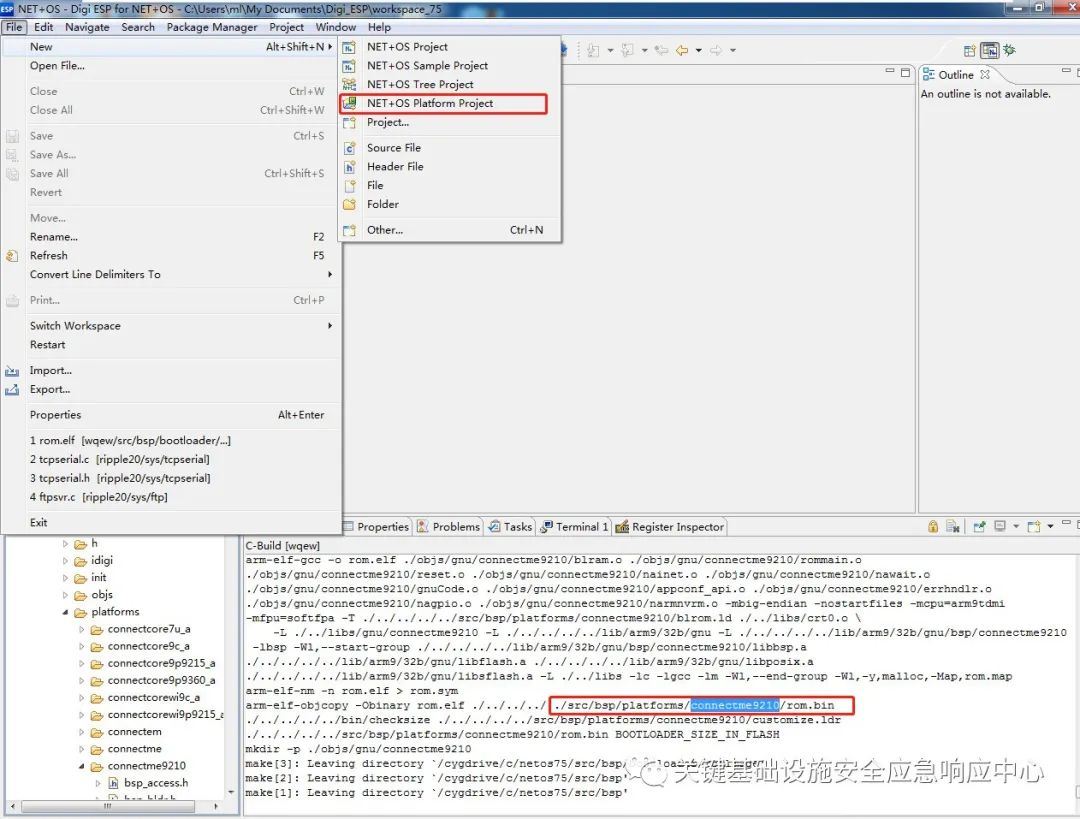 NET+OS - Digi ESP for NET+OS - C:\Users\ml\My Documents\Digi_ESP\workspace_75
File Edit Navigate Search Package Manager Project Window Help
New Alt+Shift+N
Open File...
Close Ctrl+W
Close All Ctrl+Shift+W
Save Ctrl+S
Save As...
Save All Ctrl+Shift+S
Revert
Move...
Rename... F2
Refresh F5
Convert Line Delimiters To
Print... Ctrl+P
Switch Workspace
Restart
Import...
Export...
Properties Alt+Enter
1 rom.elf [wqew/src/bsp/bootloader/...]
2 tcpserial.c [ripple20/sys/tcpserial]
3 tcpserial.h [ripple20/sys/tcpserial]
4 ftpsvr.c [ripple20/sys/ftp]
Exit
NET+OS Project
NET+OS Sample Project
NET+OS Tree Project
NET+OS Platform Project
Project...
Source File
Header File
File
Folder
Other... Ctrl+N
Outline
An outline is not available.
h
idigi
init
objs
platforms
connectcore7u_a
connectcore9c_a
connectcore9p9215_a
connectcore9p9360_a
connectcorewi9c_a
connectcorewi9p9215_
connectem
connectme
connectme9210
bsp_access.h
Properties Problems Tasks Terminal 1 Register Inspector
C-Build [wqew]
arm-elf-gcc -o rom.elf ./objs/gnu/connectme9210/blram.o ./objs/gnu/connectme9210/rommain.o
./objs/gnu/connectme9210/reset.o ./objs/gnu/connectme9210/nainet.o ./objs/gnu/connectme9210/nawait.o
./objs/gnu/connectme9210/gnuCode.o ./objs/gnu/connectme9210/appconf_api.o ./objs/gnu/connectme9210/errhndlr.o
./objs/gnu/connectme9210/nagpio.o ./objs/gnu/connectme9210/narmnvrm.o -mbig-endian -nostartfiles -mcpu=arm9tdmi
-mfpu=softfpa -T ./../../../../src/bsp/platforms/connectme9210/blrom.ld ./../libs/crt0.o \
-L ./../libs/gnu/connectme9210 -L ./../../../lib/arm9/32b/gnu -L ./../../../lib/arm9/32b/gnu/bsp/connectme9210
-lbsp -Wl,--start-group ./../../../lib/arm9/32b/gnu/bsp/connectme9210/libbsp.a
./../../../lib/arm9/32b/gnu/libflash.a ./../../../lib/arm9/32b/gnu/libposix.a
./../../../lib/arm9/32b/gnu/libsflash.a -L ./../libs -lc -lgcc -lm -Wl,--end-group -Wl,-y,malloc,-Map,rom.map
arm-elf-nm -n rom.elf > rom.sym
arm-elf-objcopy -Obinary rom.elf ./../../../ ./src/bsp/platforms/connectme9210/rom.bin
./../../../../bin/checksize ./../../../../src/bsp/platforms/connectme9210/customize.ldr
./../../../../src/bsp/platforms/connectme9210/rom.bin BOOTLOADER_SIZE_IN_FLASH
mkdir -p ./objs/gnu/connectme9210
make[3]: Leaving directory `/cygdrive/c/netos75/src/bsp/
make[2]: Leaving directory `/cygdrive/c/netos75/src/bsp'
make[1]: Leaving directory `/cygdrive/c/netos75/src/bsp'
关键基础设施安全应急响应中心